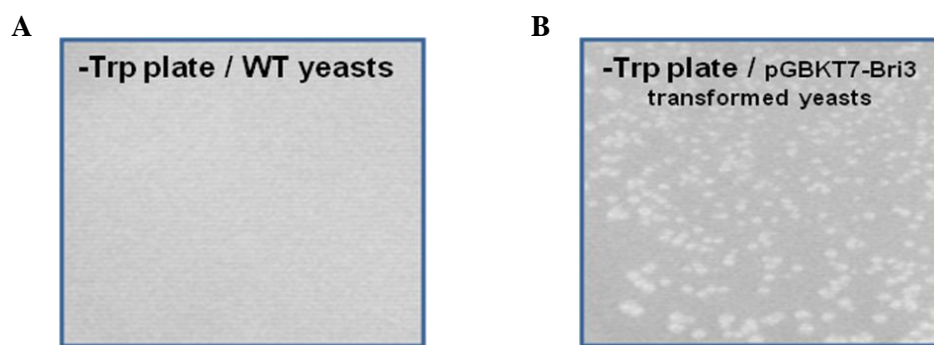 A
B
-Trp plate / WT yeasts
-Trp plate / pGBKT7-Bri3
transformed yeasts